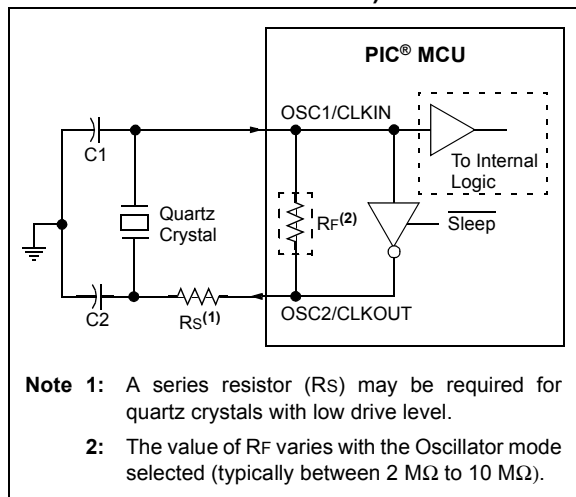 PIC® MCU
OSC1/CLKIN
C1
To Internal
Logic
Quartz
Crystal
RF(2)
Sleep
C2
RS(1)
OSC2/CLKOUT
Note 1: A series resistor (RS) may be required for
quartz crystals with low drive level.
2: The value of RF varies with the Oscillator mode
selected (typically between 2 MΩ to 10 MΩ).